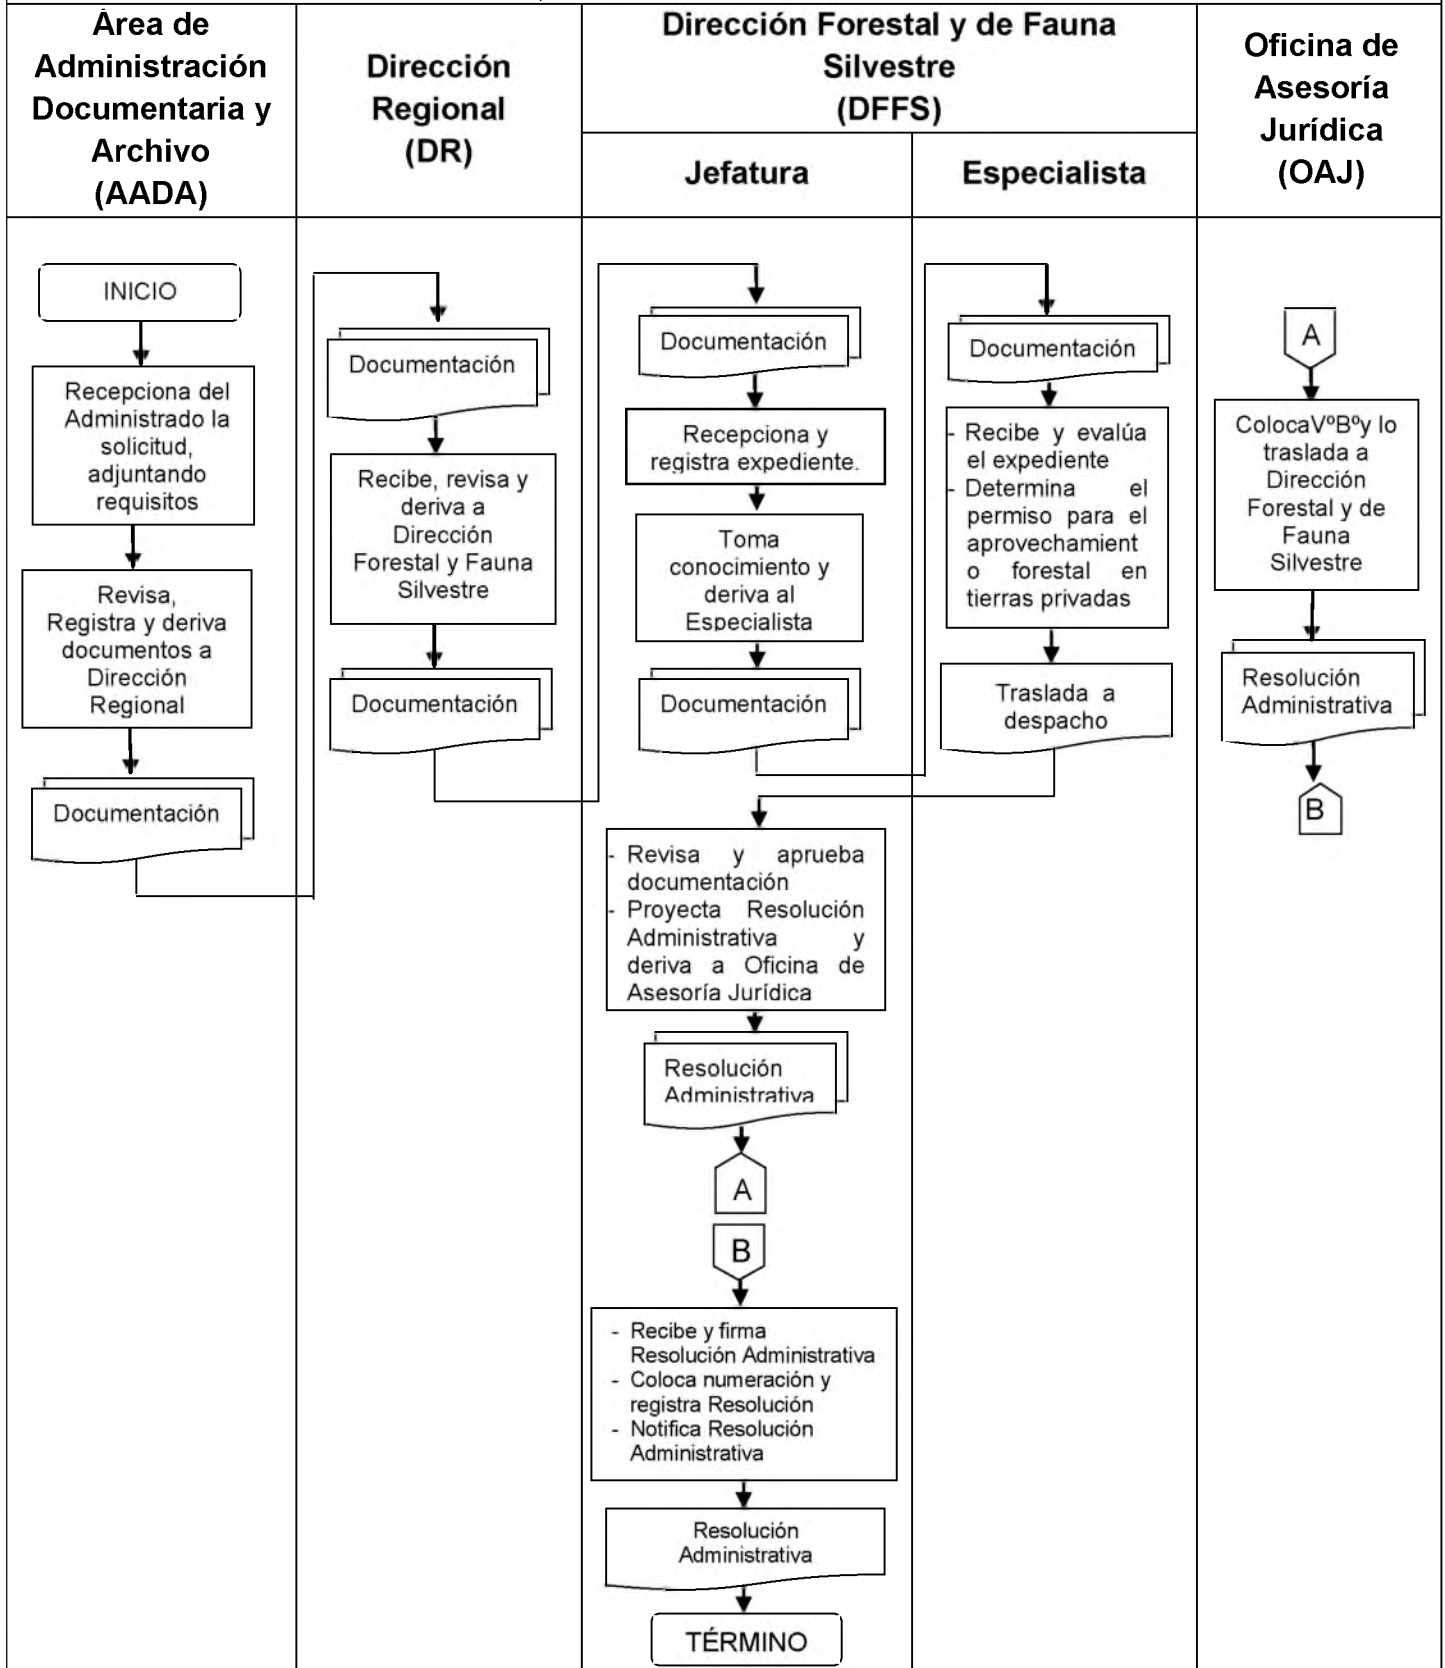 Área de
Administración
Documentaria y
Archivo
(AADA)
Dirección
Regional
(DR)
Dirección Forestal y de Fauna
Silvestre
(DFFS)
Jefatura
Especialista
Oficina de
Asesoría
Jurídica
(OAJ)
INICIO
Recepciona del
Administrado la
solicitud,
adjuntando
requisitos
Revisa,
Registra y deriva
documentos a
Dirección
Regional
Documentación
Documentación
Recibe, revisa y
deriva a
Dirección
Forestal y Fauna
Silvestre
Documentación
Documentación
Recepciona y
registra expediente.
Toma
conocimiento y
deriva al
Especialista
Documentación
Documentación
- Recibe y evalúa
el expediente
- Determina el
permiso para el
aprovechamient
o forestal en
tierras privadas
Traslada a
despacho
- Revisa y aprueba
documentación
- Proyecta Resolución
Administrativa y
deriva a Oficina de
Asesoría Jurídica
Resolución
Administrativa
A
A
ColocaVºBºy lo
traslada a
Dirección
Forestal y de
Fauna
Silvestre
Resolución
Administrativa
B
B
- Recibe y firma
Resolución Administrativa
- Coloca numeración y
registra Resolución
- Notifica Resolución
Administrativa
Resolución
Administrativa
TÉRMINO